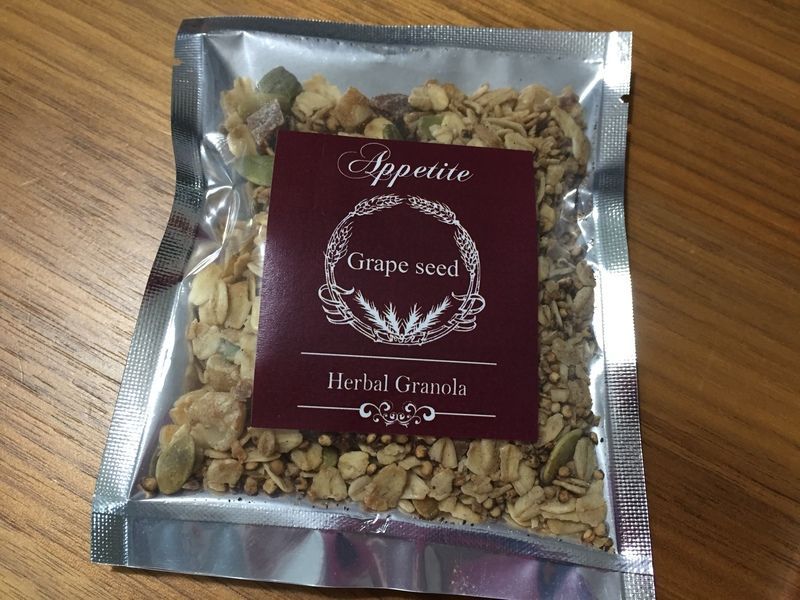 Appetite
Grape seed
Herbal Granola